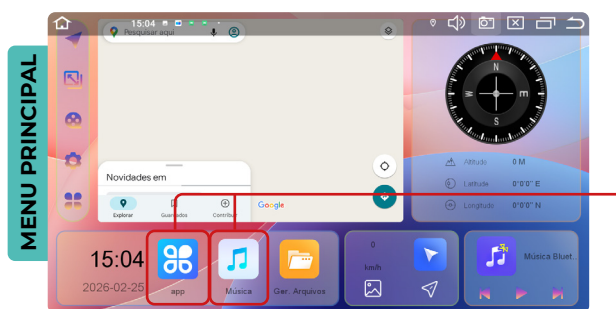 MENU PRINCIPAL
15:04
Pesquisar aqui
N
W
E
S
Altitude 0 M
Latitude 0°0'0" E
Longitude 0°0'0" N
Novidades em
Explorar
Guardados
Contribuir
Google
15:04
2026-02-25
app
Música
Ger. Arquivos
0
km/h
Música Bluet...